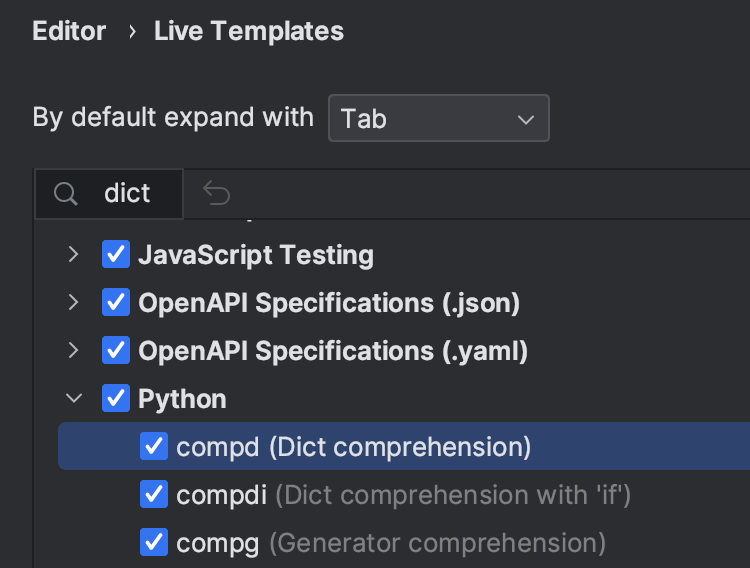 Editor › Live Templates
By default expand with Tab
dict
JavaScript Testing
OpenAPI Specifications (.json)
OpenAPI Specifications (.yaml)
Python
compd (Dict comprehension)
compdi (Dict comprehension with 'if')
compg (Generator comprehension)